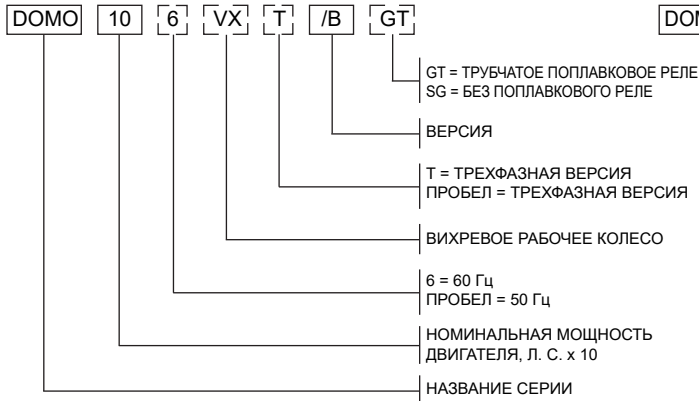 DOMO 10 6 VX T /B GT DOM
GT = ТРУБЧАТОЕ ПОПЛАВКОВОЕ РЕЛЕ
SG = БЕЗ ПОПЛАВКОВОГО РЕЛЕ
ВЕРСИЯ
T = ТРЕХФАЗНАЯ ВЕРСИЯ
ПРОБЕЛ = ТРЕХФАЗНАЯ ВЕРСИЯ
ВИХРЕВОЕ РАБОЧЕЕ КОЛЕСО
6 = 60 Гц
ПРОБЕЛ = 50 Гц
НОМИНАЛЬНАЯ МОЩНОСТЬ
ДВИГАТЕЛЯ, Л. С. x 10
НАЗВАНИЕ СЕРИИ